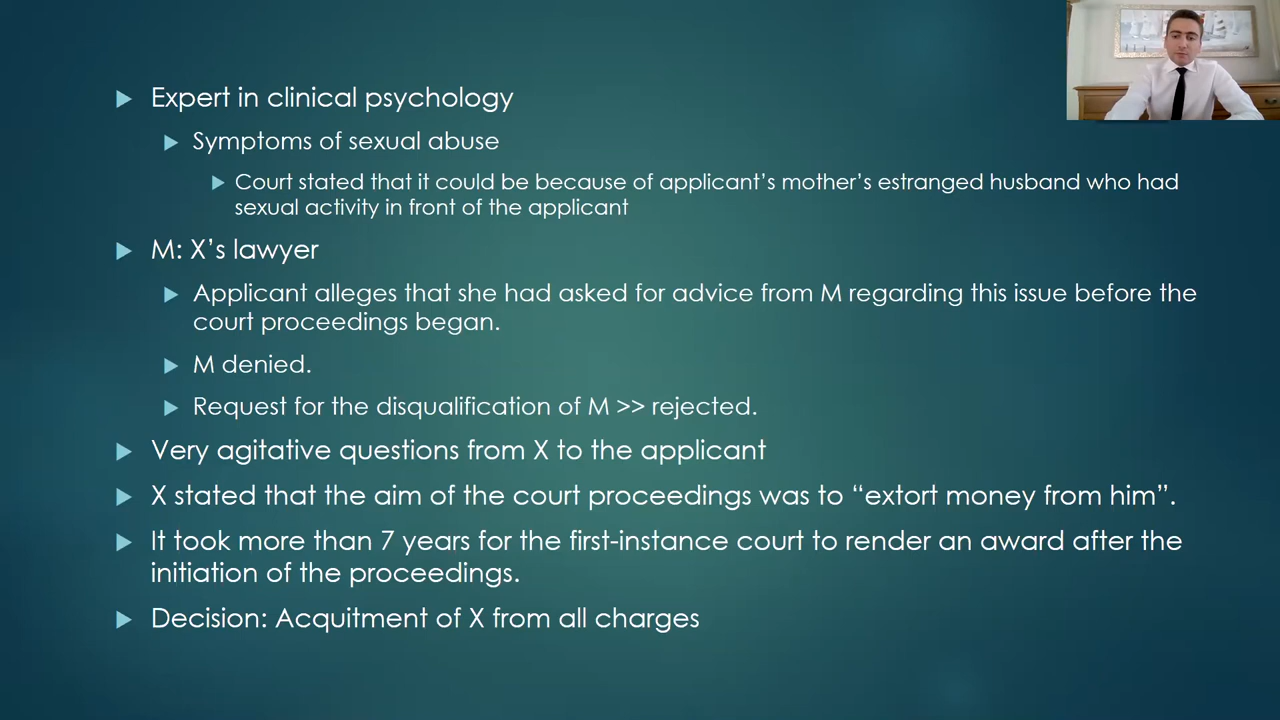 Expert in clinical psychology
Symptoms of sexual abuse
Court stated that it could be because of applicant’s mother’s estranged husband who had
sexual activity in front of the applicant
M: X’s lawyer
Applicant alleges that she had asked for advice from M regarding this issue before the
court proceedings began.
M denied.
Request for the disqualification of M >> rejected.
Very agitative questions from X to the applicant
X stated that the aim of the court proceedings was to “extort money from him”.
It took more than 7 years for the first-instance court to render an award after the
initiation of the proceedings.
Decision: Acquitment of X from all charges